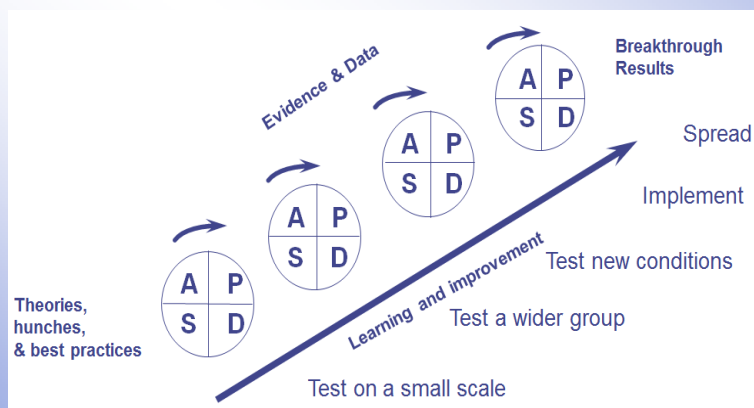 Breakthrough
Results
Evidence & Data
A P
S D
A P
S D
A P
S D
A P
S D
Theories,
hunches,
& best practices
Learning and improvement
Spread
Implement
Test new conditions
Test a wider group
Test on a small scale